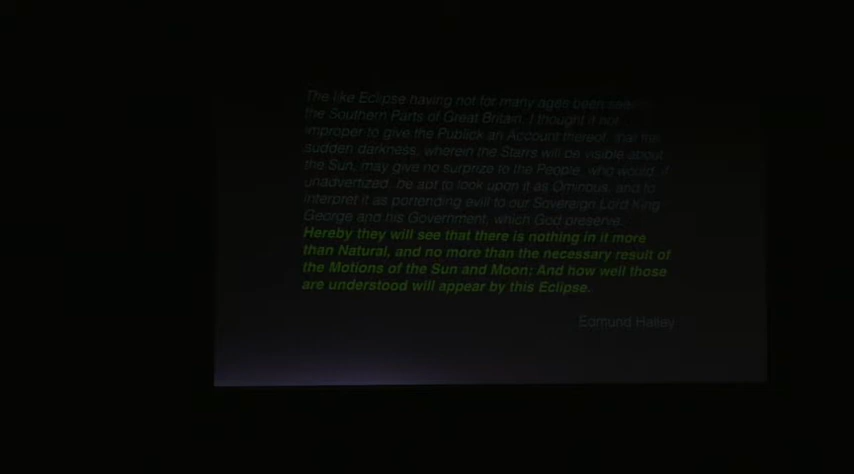 The like Eclipse having not for many ages been seen in
the Southern Parts of Great Britain, I thought it not
improper to give the Publick an Account thereof, that the
sudden darkness, wherein the Starrs will be visible about
the Sun, may give no surprize to the People, who would, if
unadvertized, be apt to look upon it as Ominous, and to
interpret it as portending evill to our Sovereign Lord King
George and his Government, which God preserve.
Hereby they will see that there is nothing in it more
than Natural, and no more than the necessary result of
the Motions of the Sun and Moon: And how well those
are understood will appear by this Eclipse.
Edmund Halley